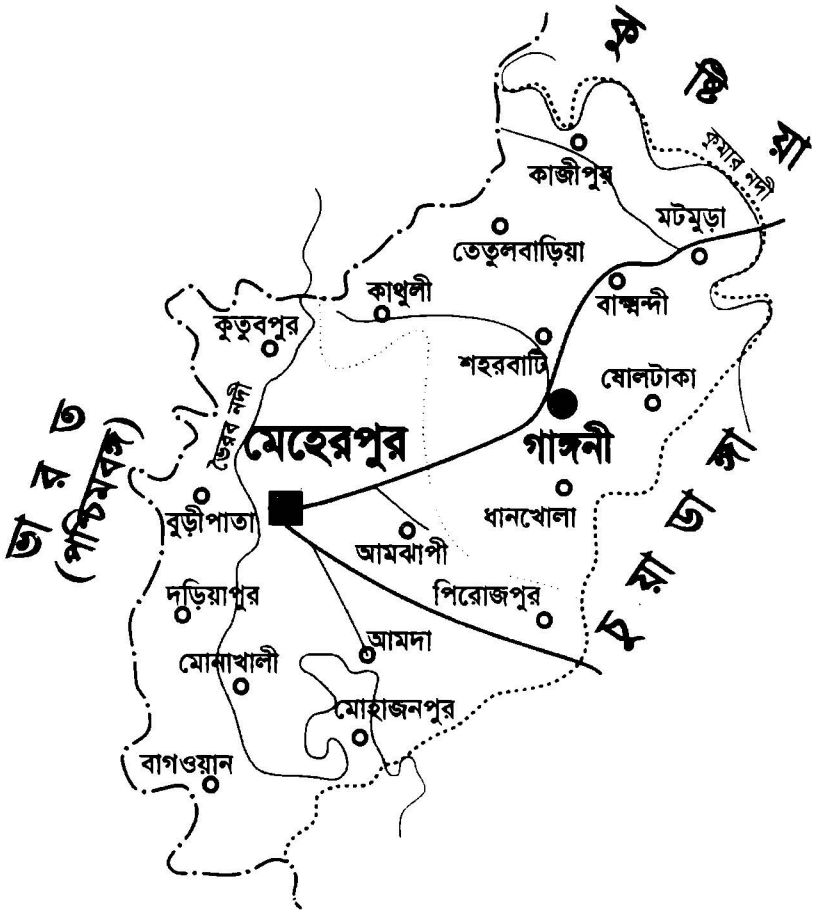 কুষ্টিয়া
কুমার নদী
কাজীপুর
মটমুড়া
তেতুলবাড়িয়া
কাথুলী
বাক্মন্দী
কুতুবপুর
শহরবাটি
ষোলটাকা
ভৈরব নদী
মেহেরপুর
গাঙ্গনী
ভারত
(পশ্চিমবঙ্গ)
বুড়ীপাতা
ধানখোলা
চুয়াডাঙ্গা
আমঝাপী
দড়িয়াপুর
পিরোজপুর
আমদা
মোনাখালী
মোহাজনপুর
বাগওয়ান